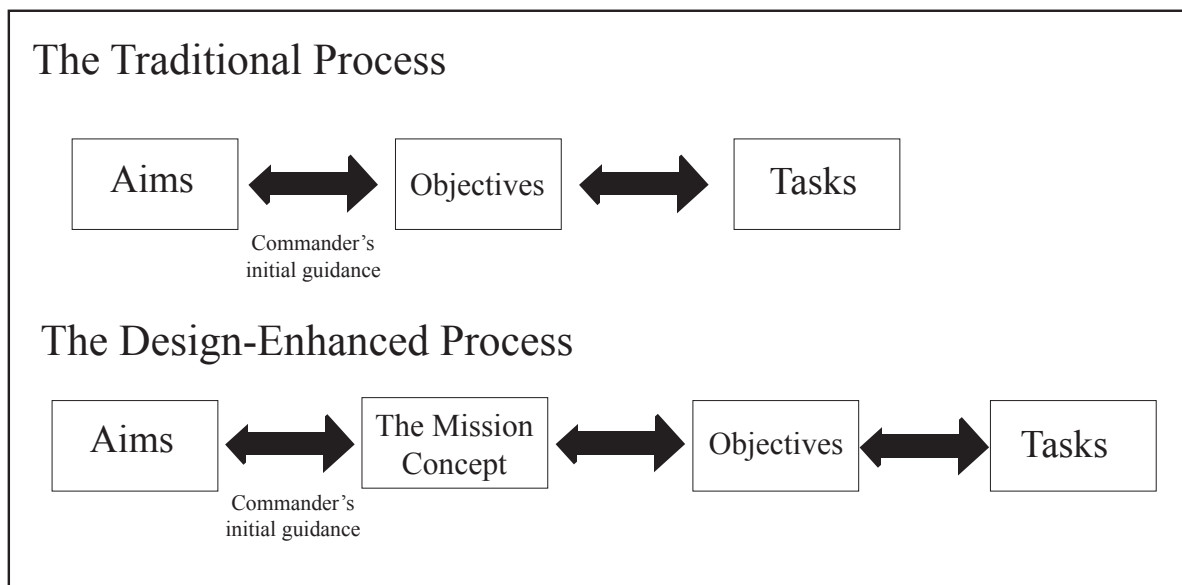 The Traditional Process
Aims
Objectives
Tasks
Commander’s
initial guidance
The Design-Enhanced Process
Aims
The Mission
Concept
Objectives
Tasks
Commander’s
initial guidance